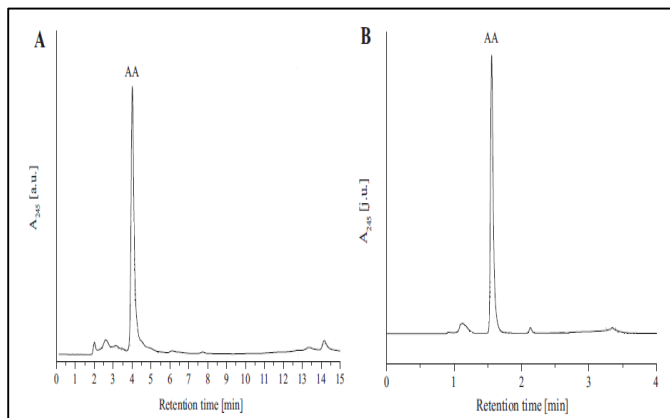 A
AA
A₂₄₅ [a.u.]
0 1 2 3 4 5 6 7 8 9 10 11 12 13 14 15
Retention time [min]
B
AA
A₂₄₅ [j.u.]
0 1 2 3 4
Retention time [min]